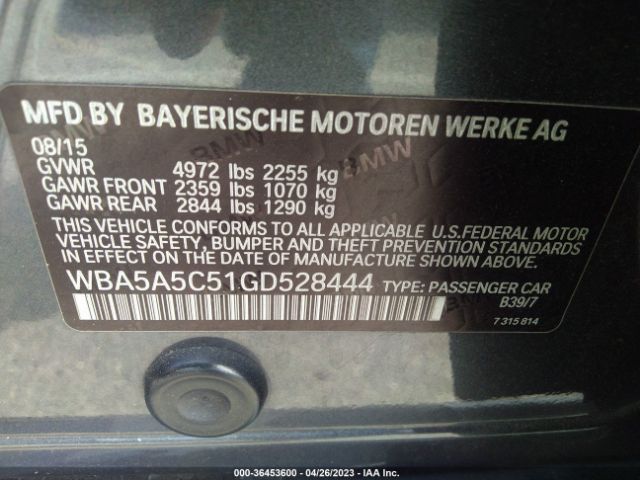 MFD BY BAYERISCHE MOTOREN WERKE AG
08/15
GVWR 4972 lbs 2255 kg
GAWR FRONT 2359 lbs 1070 kg
GAWR REAR 2844 lbs 1290 kg
THIS VEHICLE CONFORMS TO ALL APPLICABLE U.S.FEDERAL MOTOR
VEHICLE SAFETY, BUMPER AND THEFT PREVENTION STANDARDS
IN EFFECT ON THE DATE OF MANUFACTURE SHOWN ABOVE.
WBA5A5C51GD528444 TYPE: PASSENGER CAR
B39/7
7 315 814
BMW
BMW
000-36453600 - 04/26/2023 - IAA Inc.